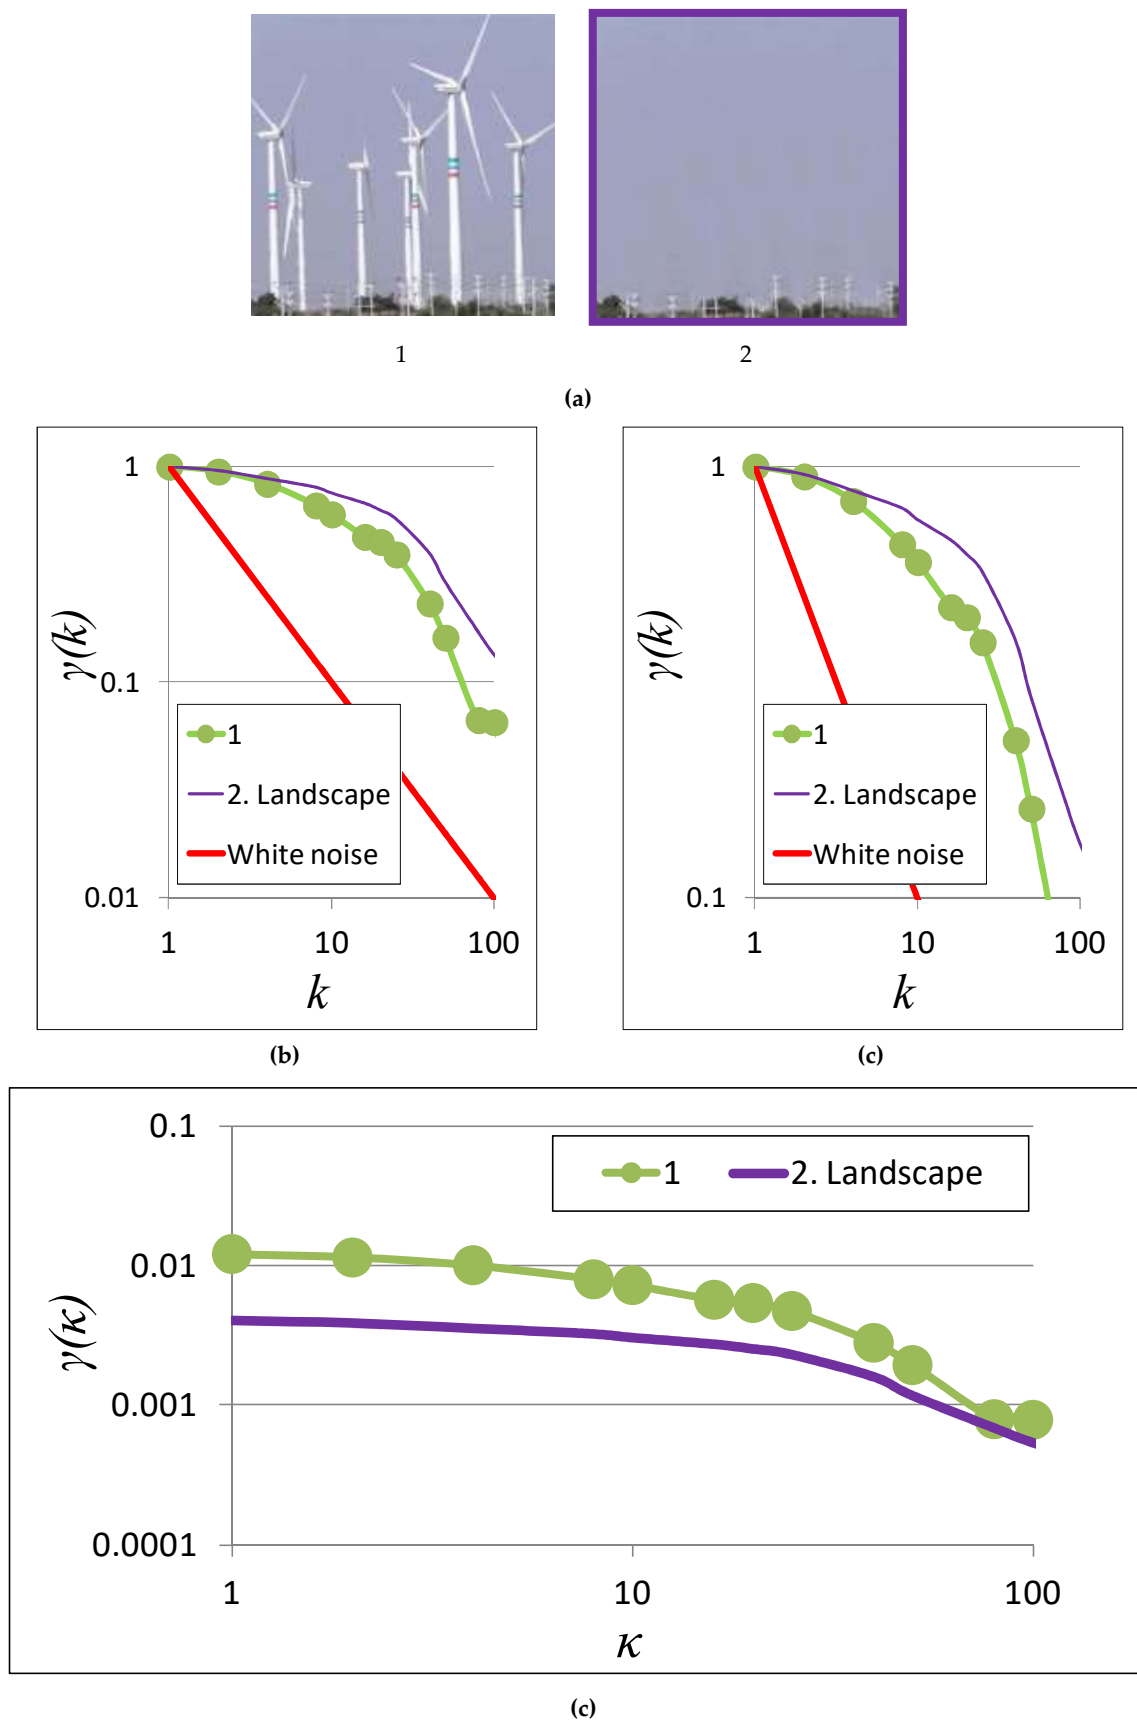 1 2
(a)
1
0.1
0.01
γ(k)
1
2. Landscape
White noise
1 10 100
k
(b)
1
0.1
γ(k)
1
2. Landscape
White noise
1 10 100
k
(c)
0.1
0.01
0.001
0.0001
γ(κ)
1 2. Landscape
1 10 100
κ
(c)